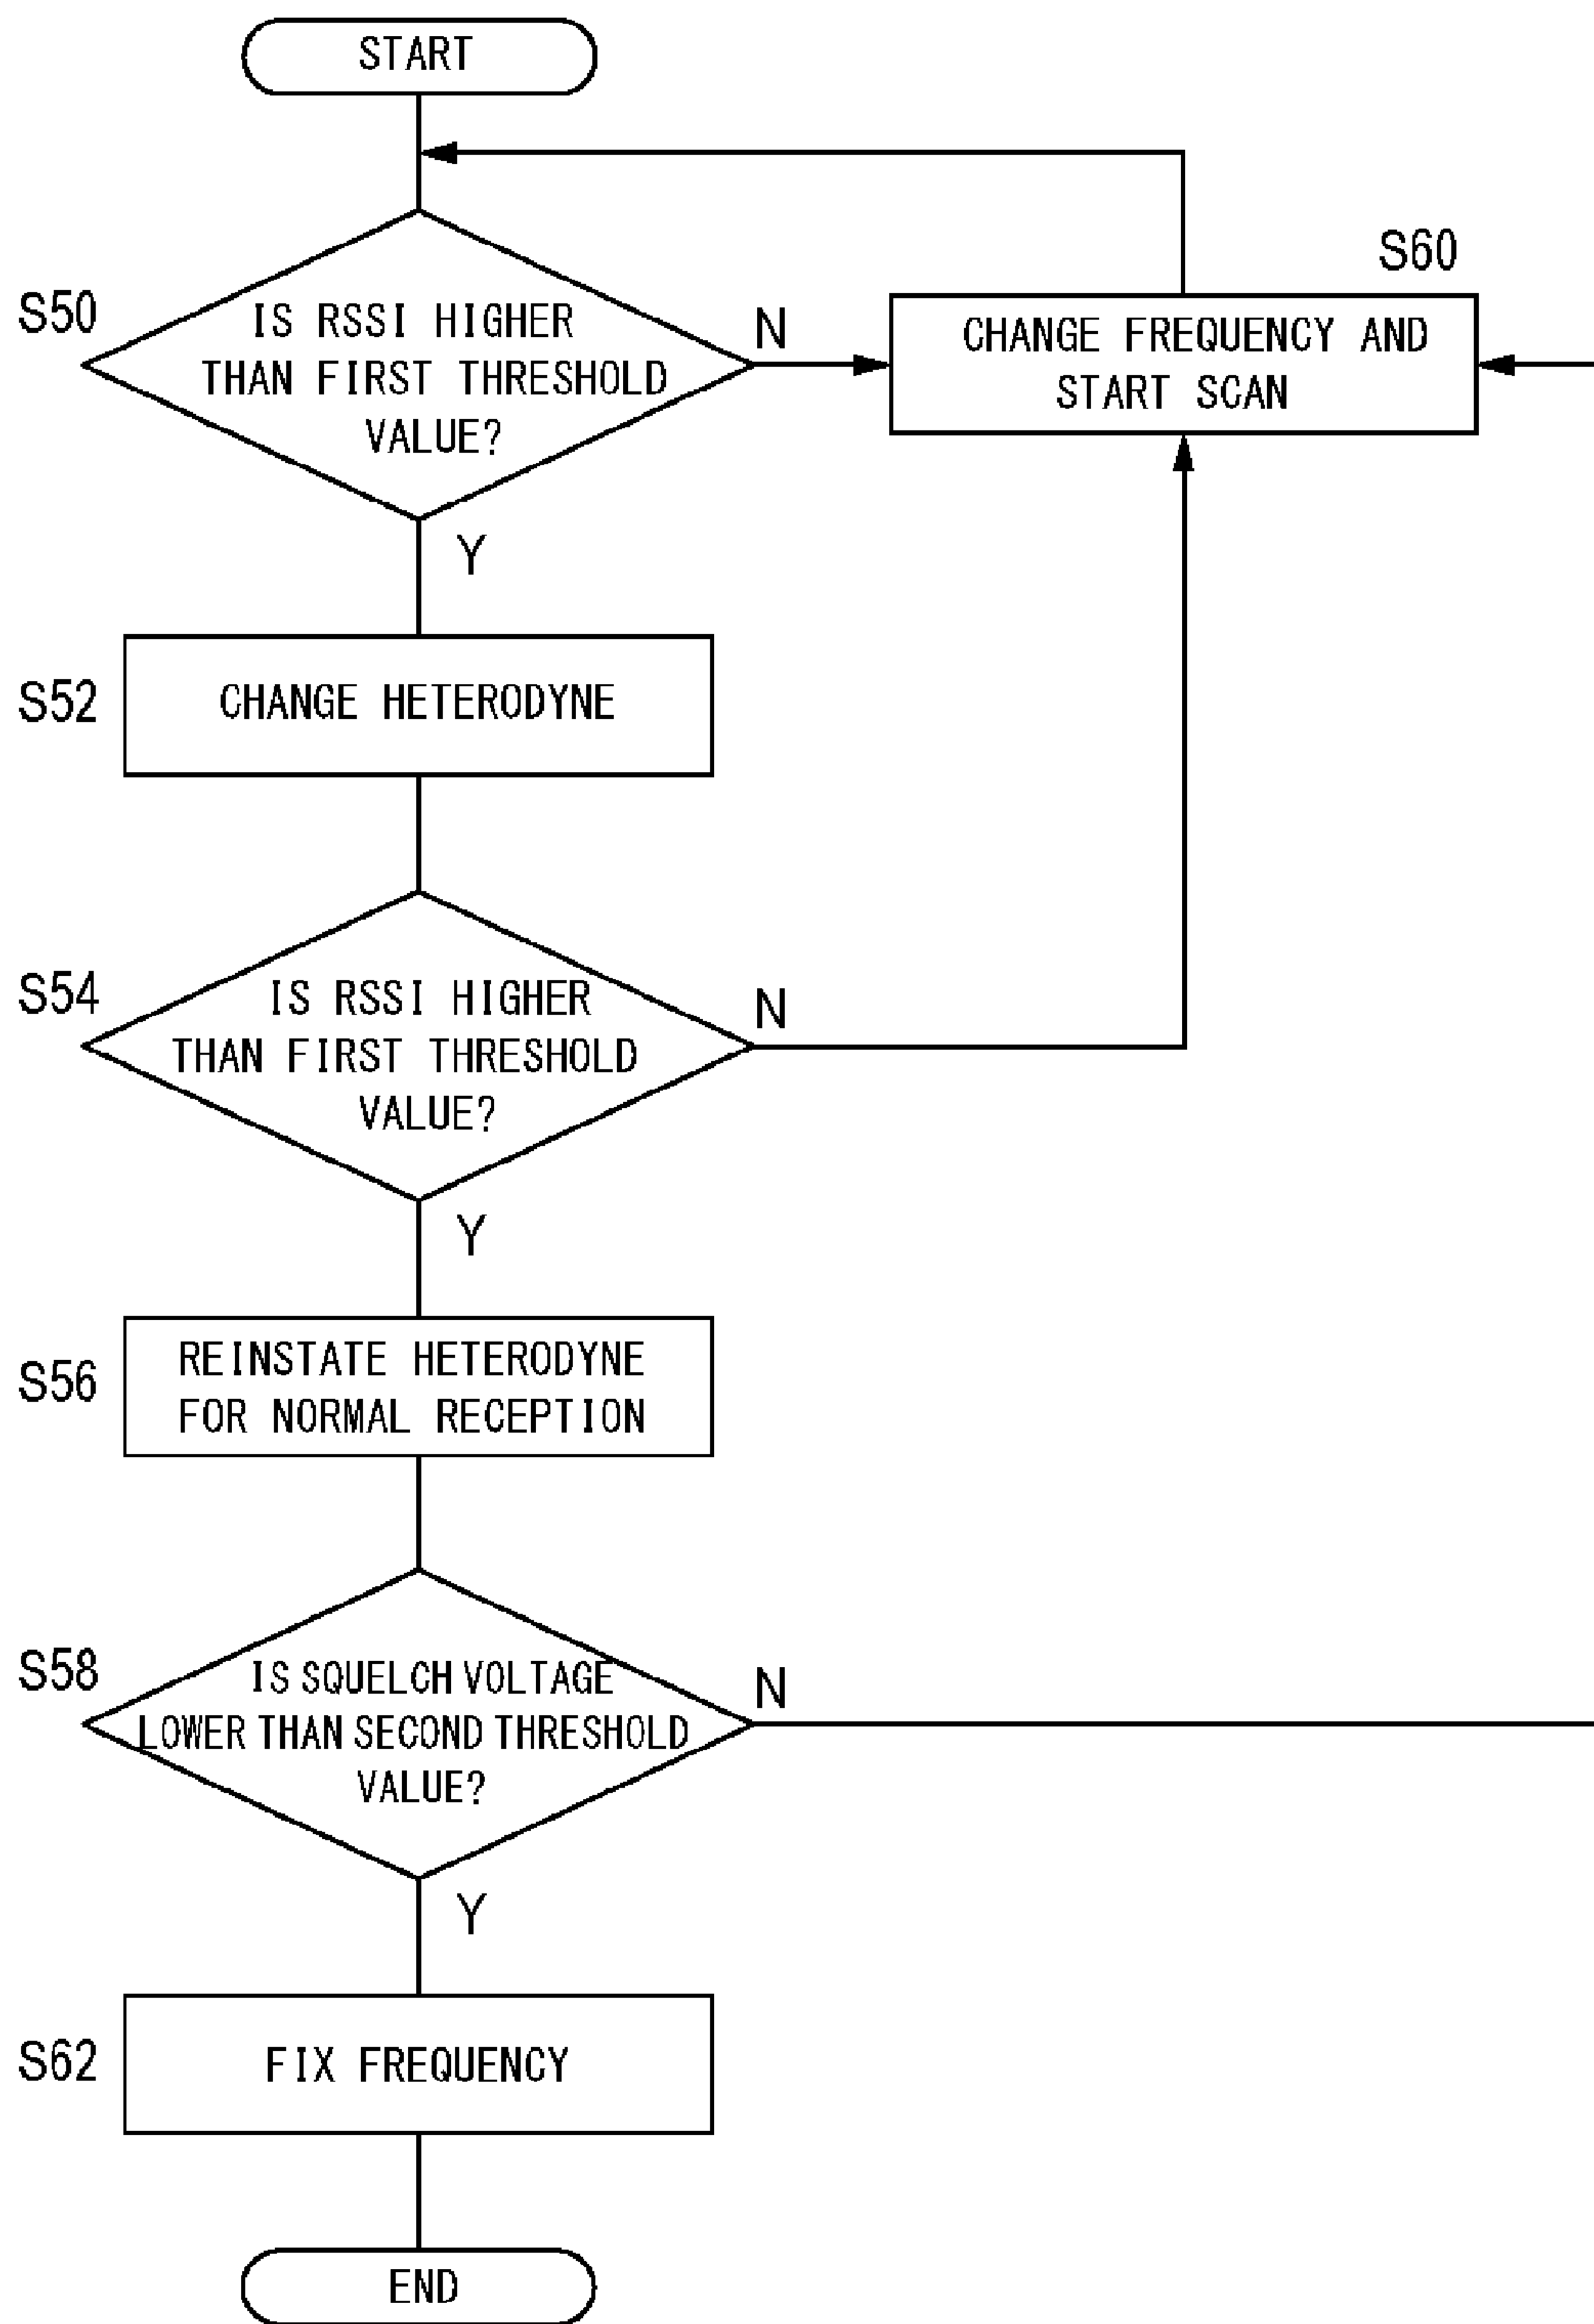 START
S60
S50
IS RSSI HIGHER
THAN FIRST THRESHOLD
VALUE?
N
CHANGE FREQUENCY AND
START SCAN
Y
S52
CHANGE HETERODYNE
S54
IS RSSI HIGHER
THAN FIRST THRESHOLD
VALUE?
N
Y
S56
REINSTATE HETERODYNE
FOR NORMAL RECEPTION
S58
IS SQUELCH VOLTAGE
LOWER THAN SECOND THRESHOLD
VALUE?
N
Y
S62
FIX FREQUENCY
END